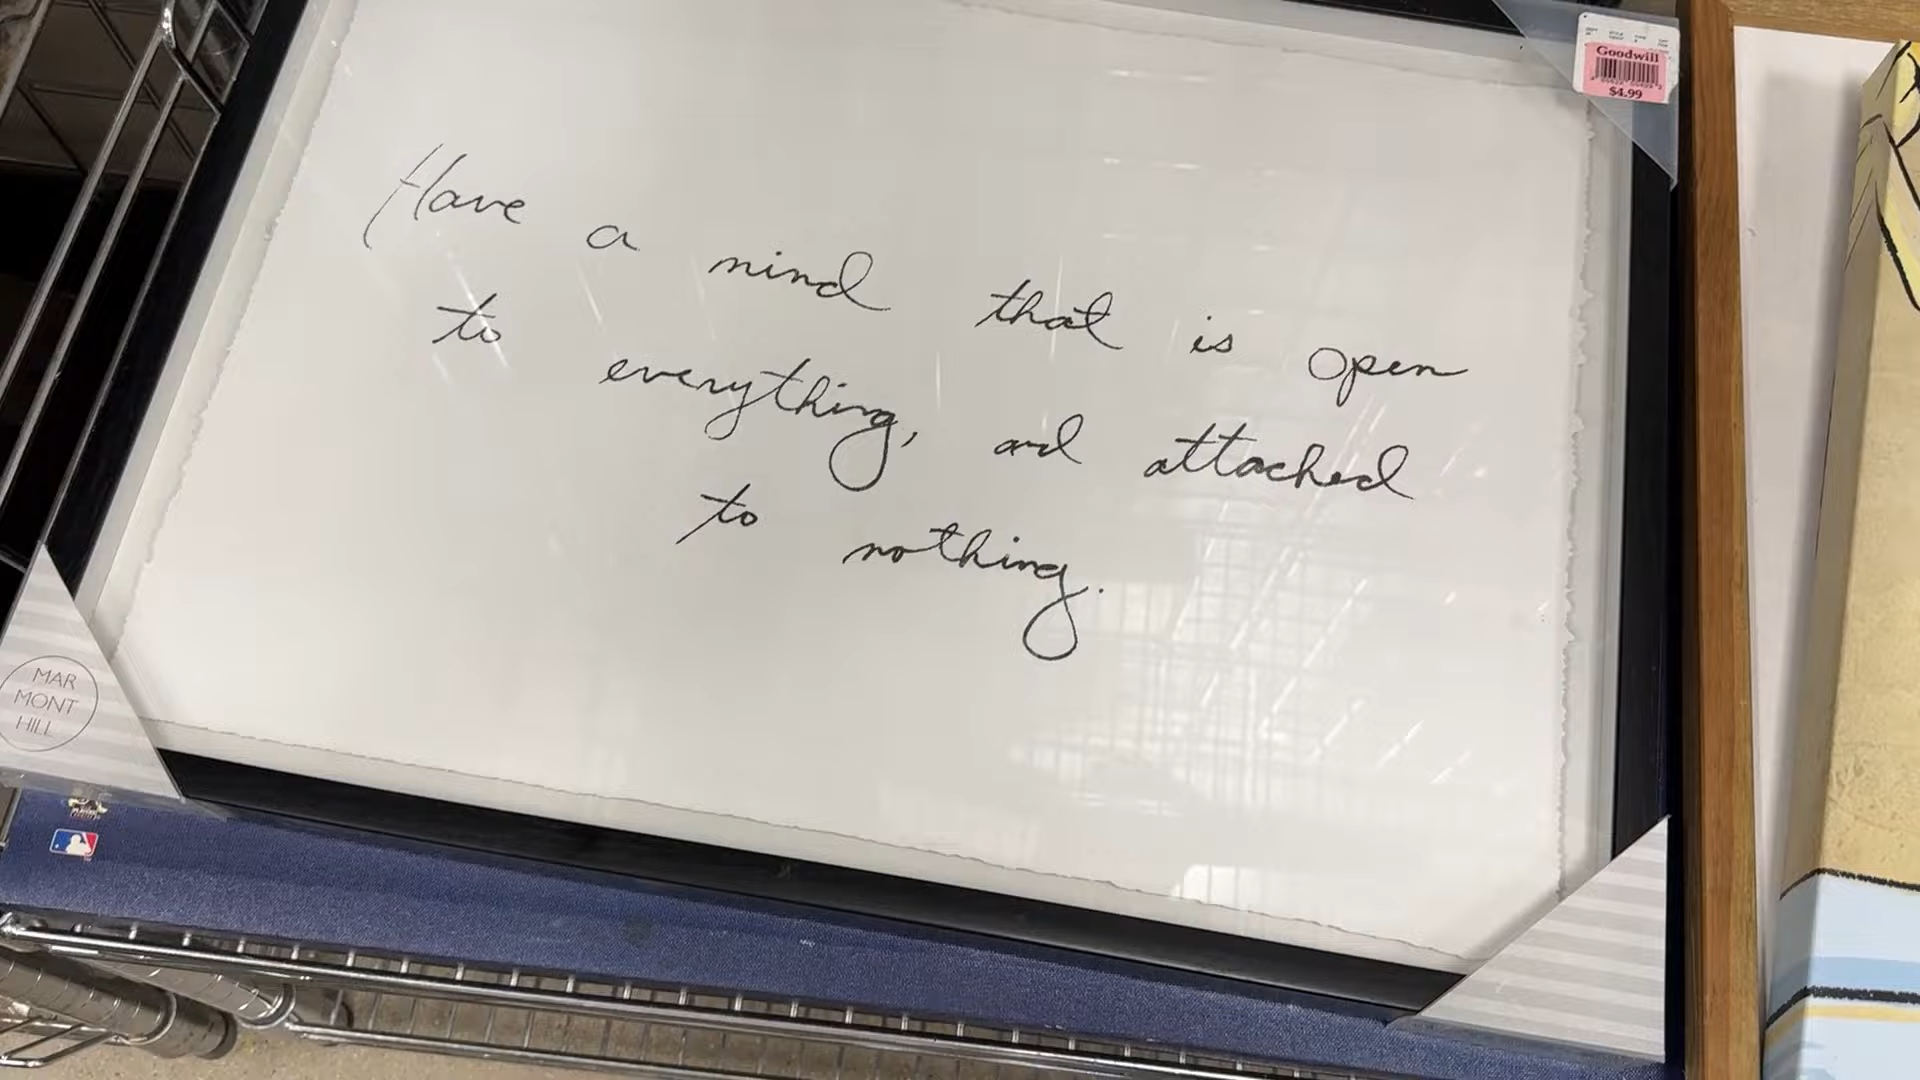 Goodwill
$4.99
Have a mind that is open
to everything, and attached
to nothing.
MAR
MONT
HILL